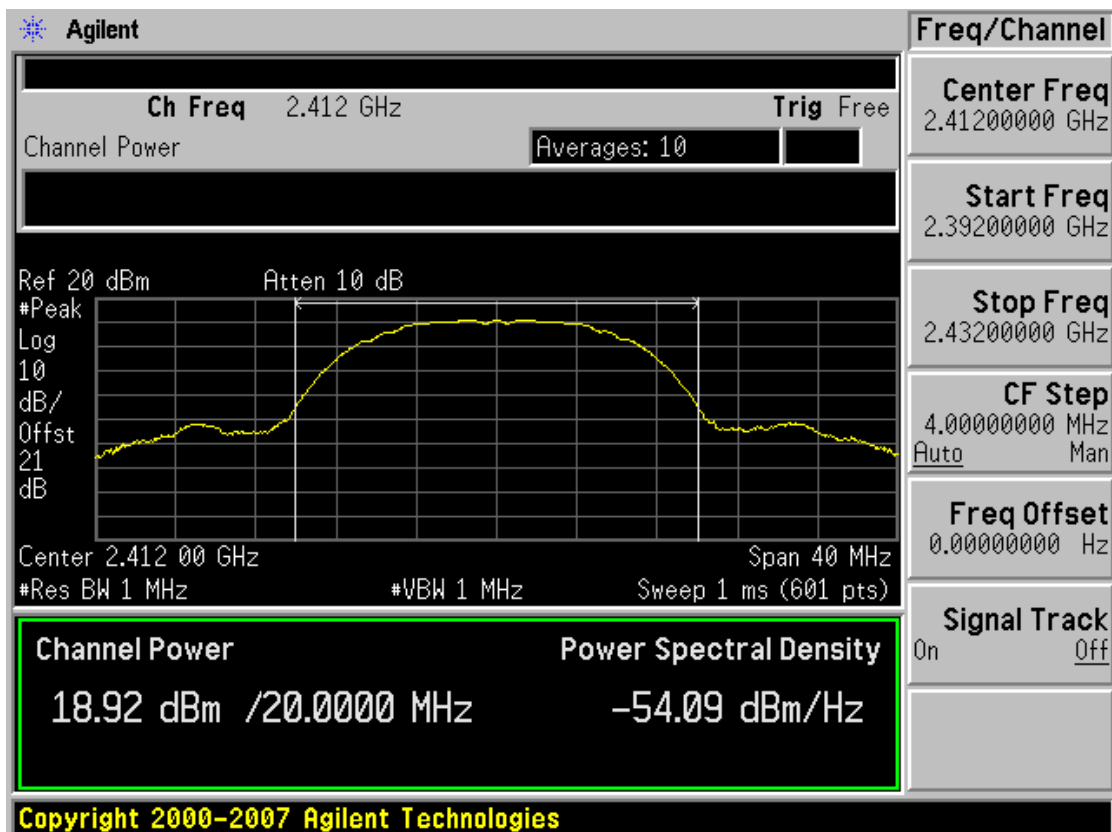 Agilent
Ch Freq 2.412 GHz Trig Free
Channel Power Averages: 10
Ref 20 dBm Atten 10 dB
#Peak
Log
10
dB/
Offst
21
dB
Center 2.412 00 GHz Span 40 MHz
#Res BW 1 MHz #VBW 1 MHz Sweep 1 ms (601 pts)
Channel Power Power Spectral Density
18.92 dBm /20.0000 MHz -54.09 dBm/Hz
Copyright 2000-2007 Agilent Technologies
Freq/Channel
Center Freq
2.41200000 GHz
Start Freq
2.39200000 GHz
Stop Freq
2.43200000 GHz
CF Step
4.00000000 MHz
Auto Man
Freq Offset
0.00000000 Hz
Signal Track
On Off